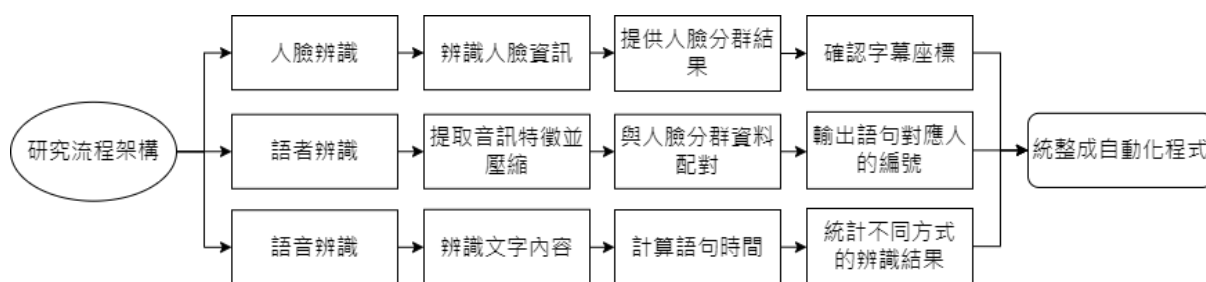 研究流程架構
人臉辨識
辨識人臉資訊
提供人臉分群結
果
確認字幕座標
語者辨識
提取音訊特徵並
壓縮
與人臉分群資料
配對
輸出語句對應人
的編號
語音辨識
辨識文字內容
計算語句時間
統計不同方式
的辨識結果
統整成自動化程式